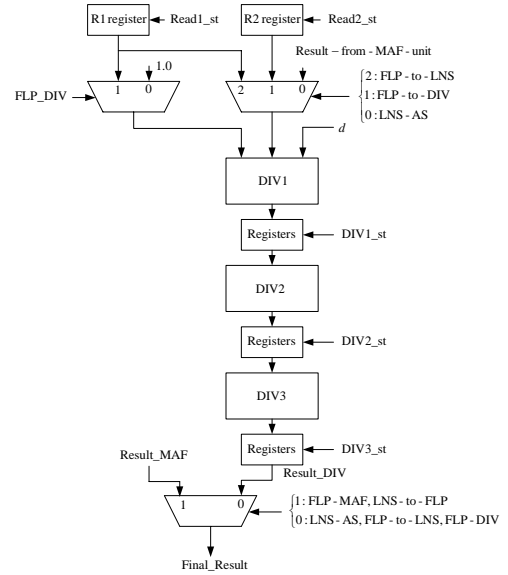 R1 register
Read1_st
R2 register
Read2_st
Result – from - MAF - unit
1.0
1 0
2 1 0
FLP_DIV
2 : FLP - to - LNS
1 : FLP - to - DIV
0 : LNS - AS
d
DIV1
Registers
DIV1_st
DIV2
Registers
DIV2_st
DIV3
Registers
DIV3_st
Result_MAF
Result_DIV
1 0
1 : FLP - MAF, LNS - to - FLP
0 : LNS - AS, FLP - to - LNS, FLP - DIV
Final_Result